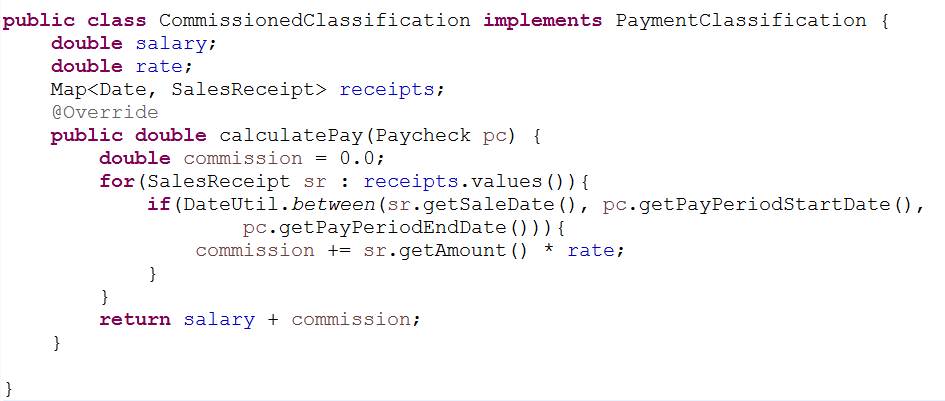 public class CommissionedClassification implements PaymentClassification {
    double salary;
    double rate;
    Map<Date, SalesReceipt> receipts;
    @Override
    public double calculatePay(Paycheck pc) {
        double commission = 0.0;
        for(SalesReceipt sr : receipts.values()){
            if(DateUtil.between(sr.getSaleDate(), pc.getPayPeriodStartDate(),
                    pc.getPayPeriodEndDate())){
                commission += sr.getAmount() * rate;
            }
        }
        return salary + commission;
    }
}